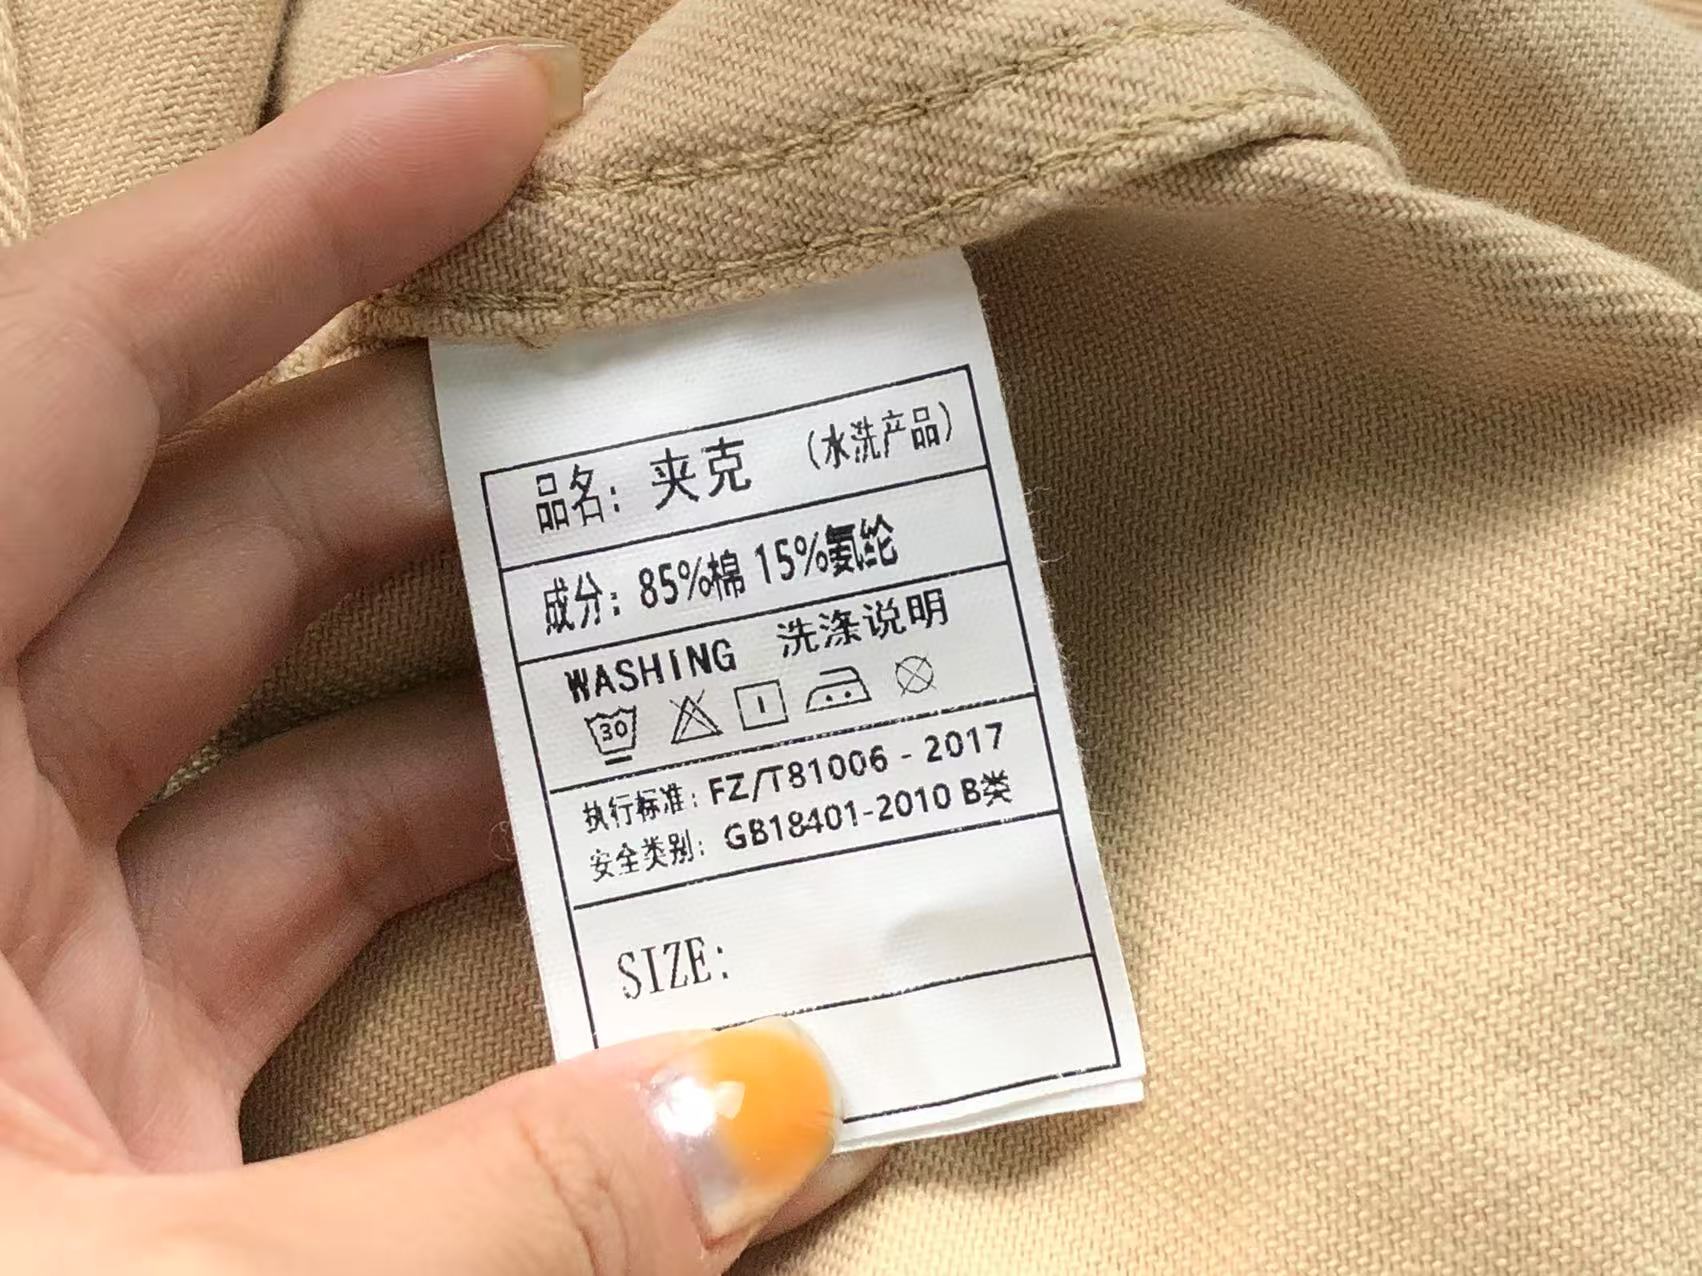 品名：夹克 （水洗产品）
成分：85%棉 15%氨纶
WASHING 洗涤说明
30
执行标准：FZ/T81006 - 2017
安全类别：GB18401-2010 B类
SIZE: